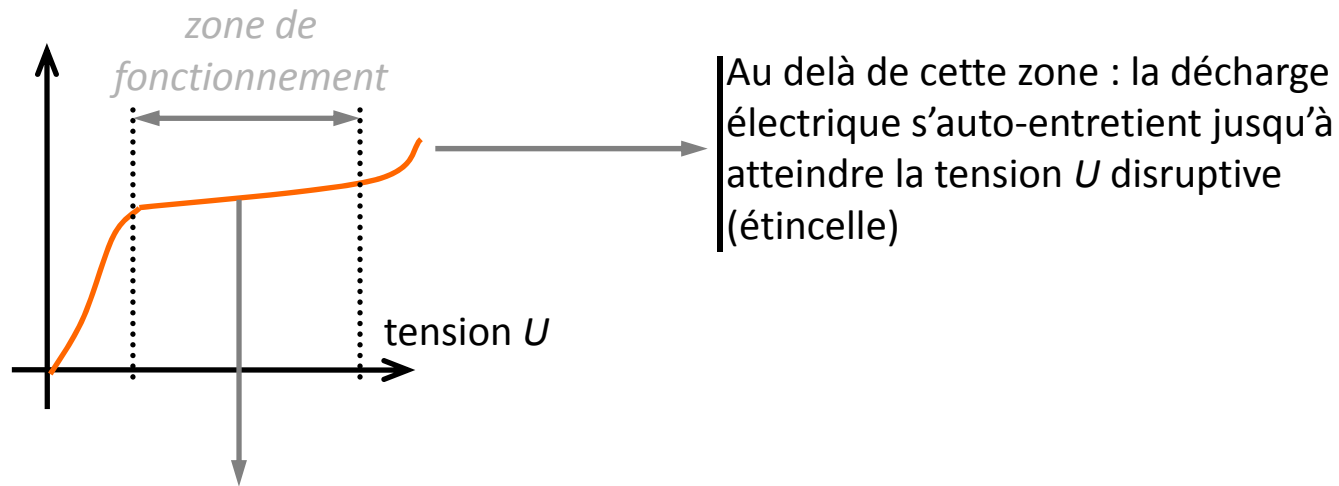 zone de
fonctionnement
Au delà de cette zone : la décharge
électrique s’auto-entretient jusqu’à
atteindre la tension U disruptive
(étincelle)
tension U